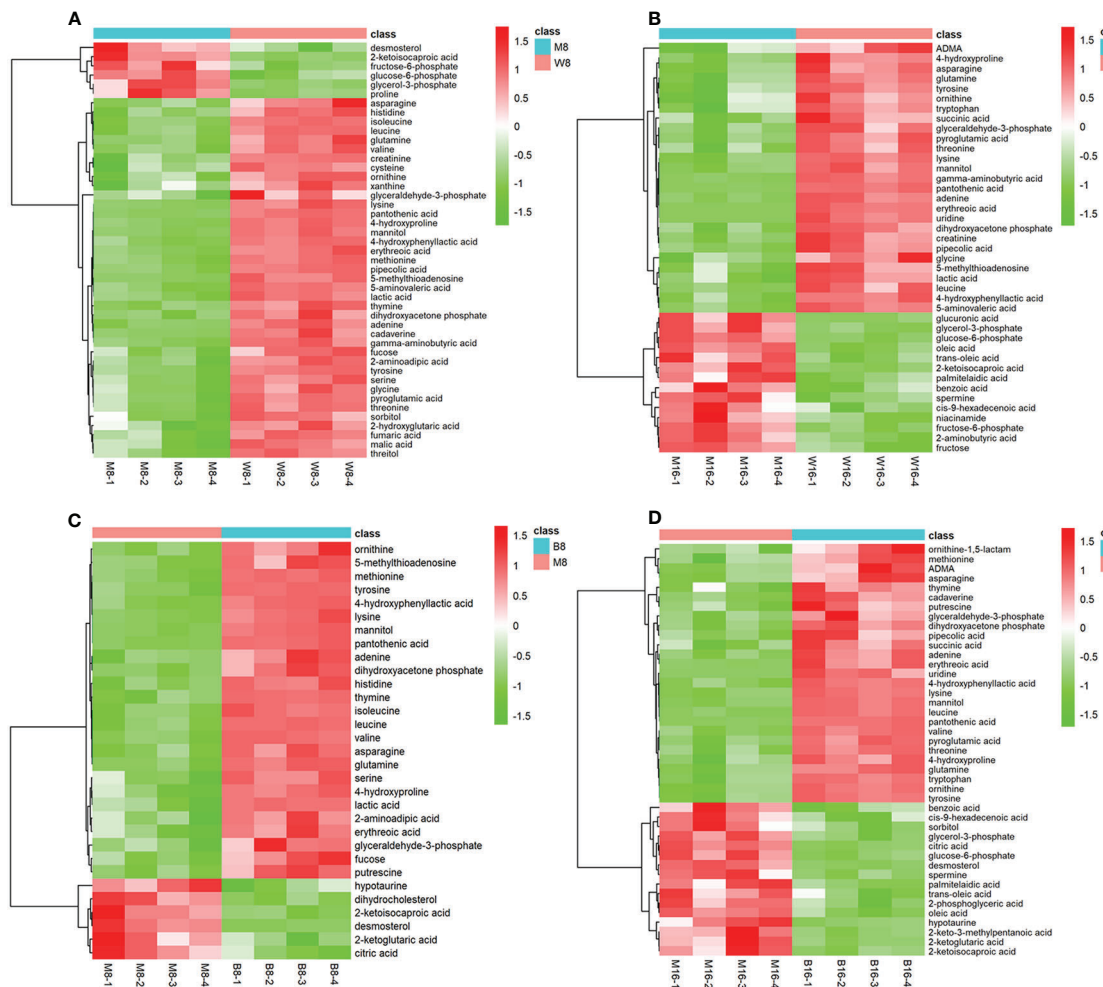 A
class
desmosterol
2-ketoisocaproic acid
fructose-6-phosphate
glucose-6-phosphate
glycerol-3-phosphate
proline
asparagine
histidine
isoleucine
leucine
glutamine
valine
creatinine
cysteine
ornithine
xanthine
glyceraldehyde-3-phosphate
lysine
pantothenic acid
4-hydroxyproline
mannitol
4-hydroxyphenyllactic acid
erythreoic acid
methionine
pipecolic acid
5-methylthioadenosine
5-aminovaleric acid
lactic acid
thymine
dihydroxyacetone phosphate
adenine
cadaverine
gamma-aminobutyric acid
fucose
2-aminoadipic acid
tyrosine
serine
glycine
pyroglutamic acid
threonine
sorbitol
2-hydroxyglutaric acid
fumaric acid
malic acid
threitol
M8-1 M8-2 M8-3 M8-4 W8-1 W8-2 W8-3 W8-4
1.5
1
0.5
0
-0.5
-1
-1.5
class
M8
W8
B
class
ADMA
4-hydroxyproline
asparagine
glutamine
tyrosine
ornithine
tryptophan
succinic acid
glyceraldehyde-3-phosphate
pyroglutamic acid
threonine
lysine
mannitol
gamma-aminobutyric acid
pantothenic acid
adenine
erythreoic acid
uridine
dihydroxyacetone phosphate
creatinine
pipecolic acid
glycine
5-methylthioadenosine
lactic acid
leucine
4-hydroxyphenyllactic acid
5-aminovaleric acid
glucuronic acid
glycerol-3-phosphate
glucose-6-phosphate
oleic acid
trans-oleic acid
2-ketoisocaproic acid
palmitelaidic acid
benzoic acid
spermine
cis-9-hexadecenoic acid
niacinamide
fructose-6-phosphate
2-aminobutyric acid
fructose
M16-1 M16-2 M16-3 M16-4 W16-1 W16-2 W16-3 W16-4
1.5
1
0.5
0
-0.5
-1
-1.5
C
class
ornithine
5-methylthioadenosine
methionine
tyrosine
4-hydroxyphenyllactic acid
lysine
mannitol
pantothenic acid
adenine
dihydroxyacetone phosphate
histidine
thymine
isoleucine
leucine
valine
asparagine
glutamine
serine
4-hydroxyproline
lactic acid
2-aminoadipic acid
erythreoic acid
glyceraldehyde-3-phosphate
fucose
putrescine
hypotaurine
dihydrocholesterol
2-ketoisocaproic acid
desmosterol
2-ketoglutaric acid
citric acid
M8-1 M8-2 M8-3 M8-4 B8-1 B8-2 B8-3 B8-4
1.5
1
0.5
0
-0.5
-1
-1.5
class
B8
M8
D
class
ornithine-1,5-lactam
methionine
ADMA
asparagine
thymine
cadaverine
putrescine
glyceraldehyde-3-phosphate
dihydroxyacetone phosphate
pipecolic acid
succinic acid
adenine
erythreoic acid
uridine
4-hydroxyphenyllactic acid
lysine
mannitol
leucine
pantothenic acid
valine
pyroglutamic acid
threonine
4-hydroxyproline
glutamine
tryptophan
ornithine
tyrosine
benzoic acid
cis-9-hexadecenoic acid
sorbitol
glycerol-3-phosphate
citric acid
glucose-6-phosphate
desmosterol
spermine
palmitelaidic acid
trans-oleic acid
2-phosphoglyceric acid
oleic acid
hypotaurine
2-keto-3-methylpentanoic acid
2-ketoglutaric acid
2-ketoisocaproic acid
M16-1 M16-2 M16-3 M16-4 B16-1 B16-2 B16-3 B16-4
1.5
1
0.5
0
-0.5
-1
-1.5